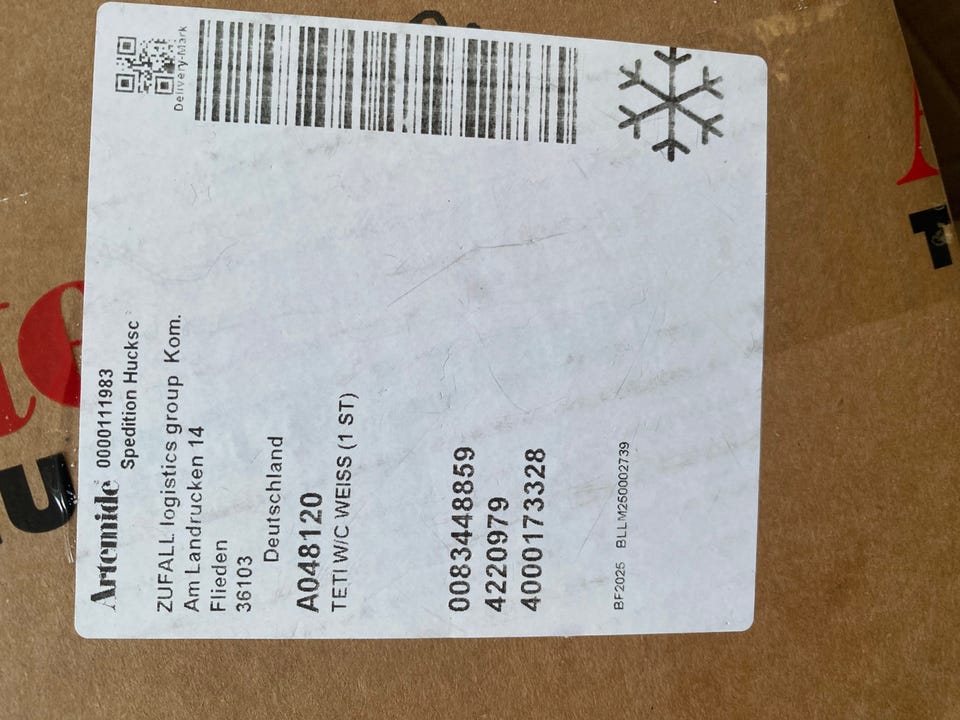 Delivery-Mark
Artemide 0000111983
Spedition Hucksc
ZUFALL logistics group Kom.
Am Landrucken 14
Flieden
36103
Deutschland
A048120
TETI W/C WEISS (1 ST)
0083448859
4220979
4000173328
BF2025 BLLM2500002739